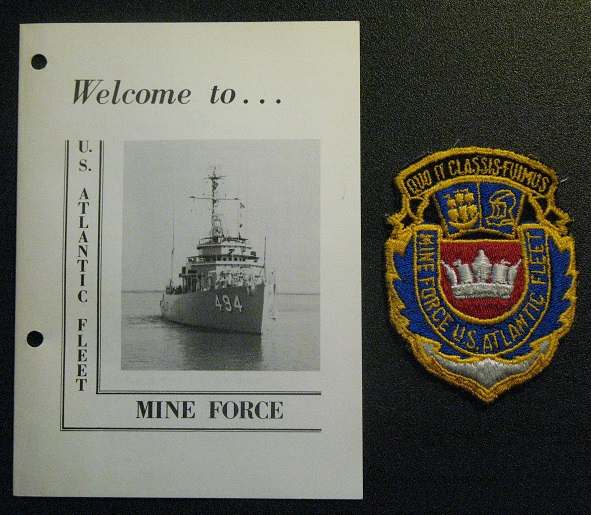 Welcome to...
U. S. ATLANTIC FLEET
494
MINE FORCE
QUO IT CLASSIS-FUIMUS
MINE FORCE U.S. ATLANTIC FLEET